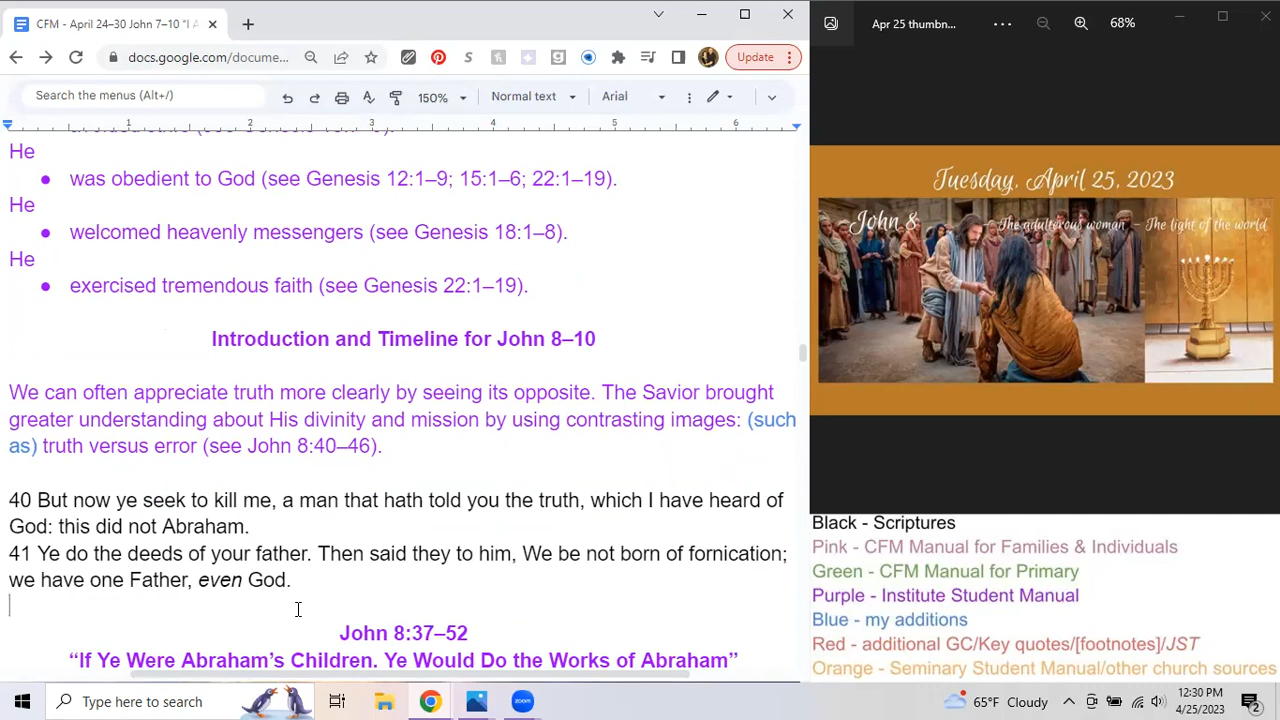 CFM - April 24–30 John 7–10 "I A
Apr 25 thumbn...
68%
docs.google.com/docume...
Update
Search the menus (Alt+/)
150%
Normal text
Arial
1 2 3 4 5 6
He
was obedient to God (see Genesis 12:1–9; 15:1–6; 22:1–19).
He
welcomed heavenly messengers (see Genesis 18:1–8).
He
exercised tremendous faith (see Genesis 22:1–19).
Introduction and Timeline for John 8–10
We can often appreciate truth more clearly by seeing its opposite. The Savior brought
greater understanding about His divinity and mission by using contrasting images: (such
as) truth versus error (see John 8:40–46).
40 But now ye seek to kill me, a man that hath told you the truth, which I have heard of
God: this did not Abraham.
41 Ye do the deeds of your father. Then said they to him, We be not born of fornication;
we have one Father, even God.
John 8:37–52
“If Ye Were Abraham’s Children, Ye Would Do the Works of Abraham”
Tuesday, April 25, 2023
John 8
The adulterous woman – The light of the world
Black - Scriptures
Pink - CFM Manual for Families & Individuals
Green - CFM Manual for Primary
Purple - Institute Student Manual
Blue - my additions
Red - additional GC/Key quotes/[footnotes]/JST
Orange - Seminary Student Manual/other church sources
Type here to search
zoom
65°F Cloudy
12:30 PM
4/25/2023
2